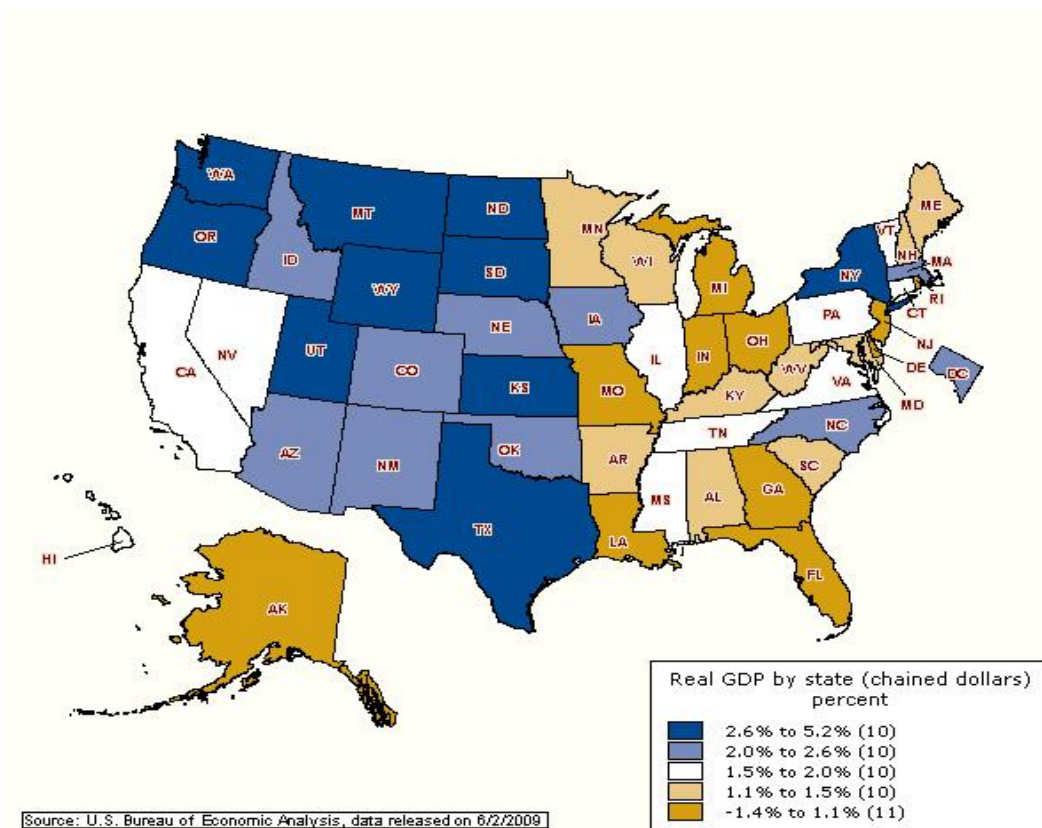 WA
MT
ND
MN
ME
VT
OR
ID
WI
NH
MA
SD
MI
NY
WY
RI
CT
NE
IA
PA
NV
IL
IN
OH
NJ
UT
CO
DE
DC
CA
KS
MO
WV
VA
KY
MD
NC
TN
AZ
OK
NM
AR
SC
MS
AL
GA
TX
LA
HI
FL
AK
Real GDP by state (chained dollars)
percent
2.6% to 5.2% (10)
2.0% to 2.6% (10)
1.5% to 2.0% (10)
1.1% to 1.5% (10)
-1.4% to 1.1% (11)
Source: U.S. Bureau of Economic Analysis, data released on 6/2/2009